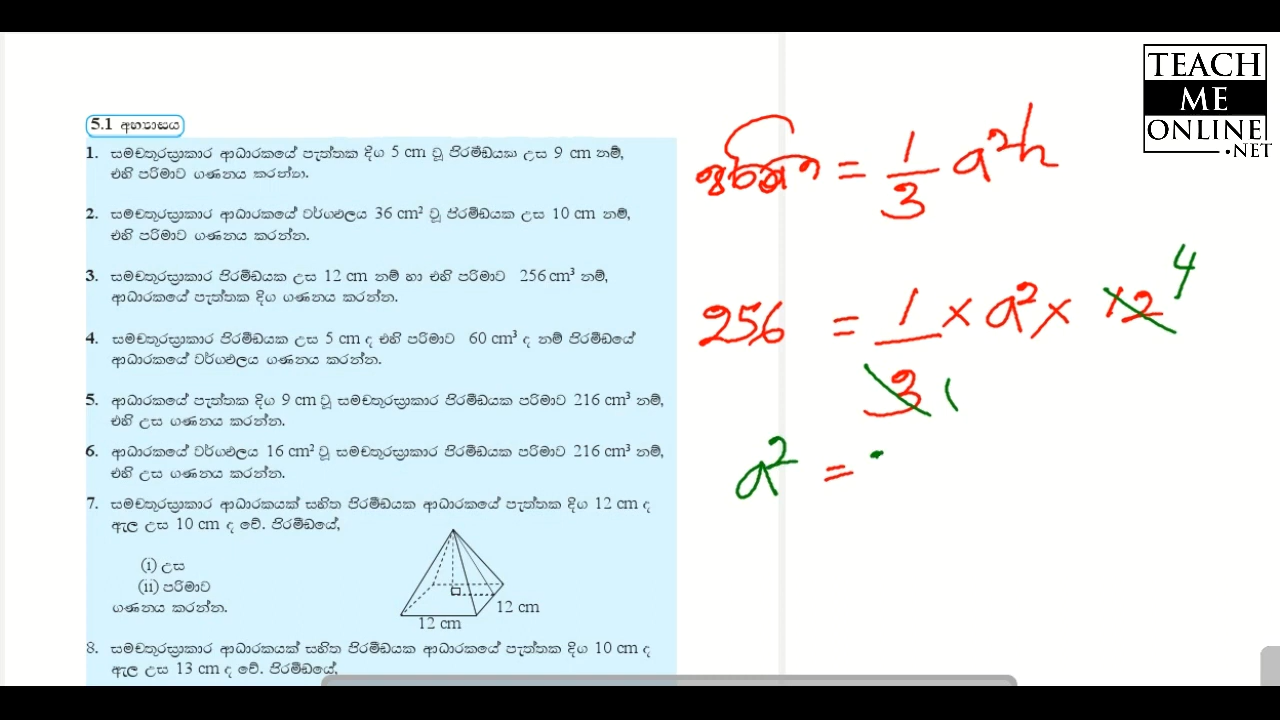 TEACH
ME
ONLINE
.NET
5.1 අභ්‍යාසය
1. සමචතුරස්‍රාකාර ආධාරකයේ පැත්තක දිග 5 cm වූ පිරමීඩයක උස 9 cm නම්,
එහි පරිමාව ගණනය කරන්න.
2. සමචතුරස්‍රාකාර ආධාරකයේ වර්ගඵලය 36 cm² වූ පිරමීඩයක උස 10 cm නම්,
එහි පරිමාව ගණනය කරන්න.
3. සමචතුරස්‍රාකාර පිරමීඩයක උස 12 cm නම් හා එහි පරිමාව 256 cm³ නම්,
ආධාරකයේ පැත්තක දිග ගණනය කරන්න.
4. සමචතුරස්‍රාකාර පිරමීඩයක උස 5 cm ද එහි පරිමාව 60 cm³ ද නම් පිරමීඩයේ
ආධාරකයේ වර්ගඵලය ගණනය කරන්න.
5. ආධාරකයේ පැත්තක දිග 9 cm වූ සමචතුරස්‍රාකාර පිරමීඩයක පරිමාව 216 cm³ නම්,
එහි උස ගණනය කරන්න.
6. ආධාරකයේ වර්ගඵලය 16 cm² වූ සමචතුරස්‍රාකාර පිරමීඩයක පරිමාව 216 cm³ නම්,
එහි උස ගණනය කරන්න.
7. සමචතුරස්‍රාකාර ආධාරකයක් සහිත පිරමීඩයක ආධාරකයේ පැත්තක දිග 12 cm ද
ඇල උස 10 cm ද වේ. පිරමීඩයේ,
(i) උස
(ii) පරිමාව
ගණනය කරන්න.
12 cm
12 cm
8. සමචතුරස්‍රාකාර ආධාරකයක් සහිත පිරමීඩයක ආධාරකයේ පැත්තක දිග 10 cm ද
ඇල උස 13 cm ද වේ. පිරමීඩයේ,
= 1/3 a²h
256 = 1/3 × a² × 12 4
1
a² =